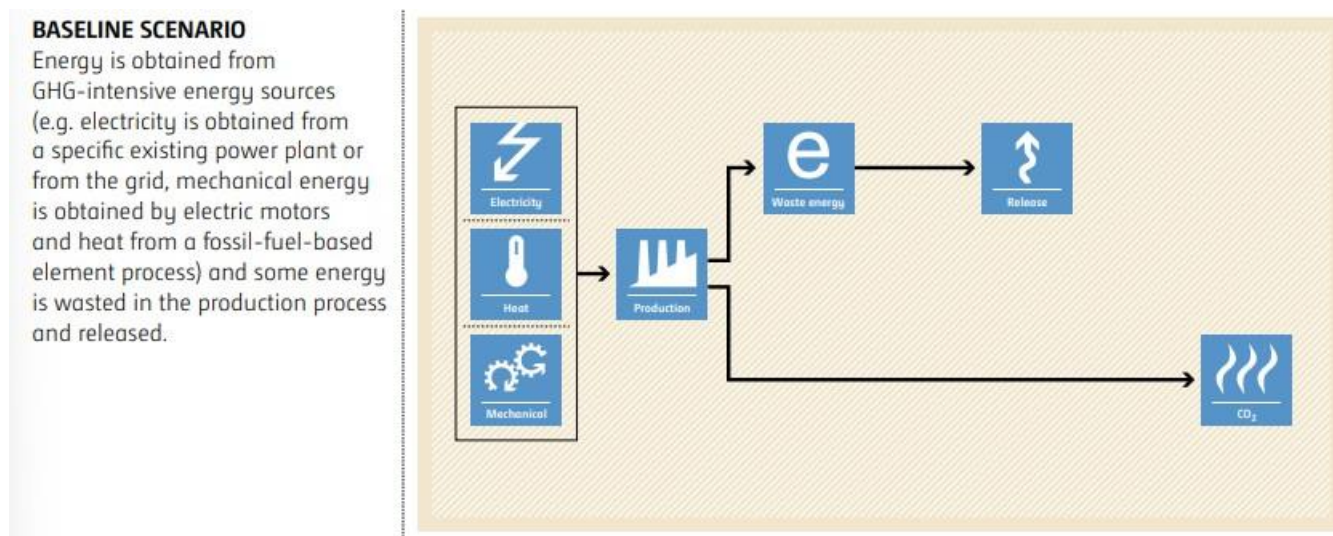 BASELINE SCENARIO
Energy is obtained from
GHG-intensive energy sources
(e.g. electricity is obtained from
a specific existing power plant or
from the grid, mechanical energy
is obtained by electric motors
and heat from a fossil-fuel-based
element process) and some energy
is wasted in the production process
and released.
Electricity
Heat
Mechanical
Production
e
Waste energy
Release
CO₂